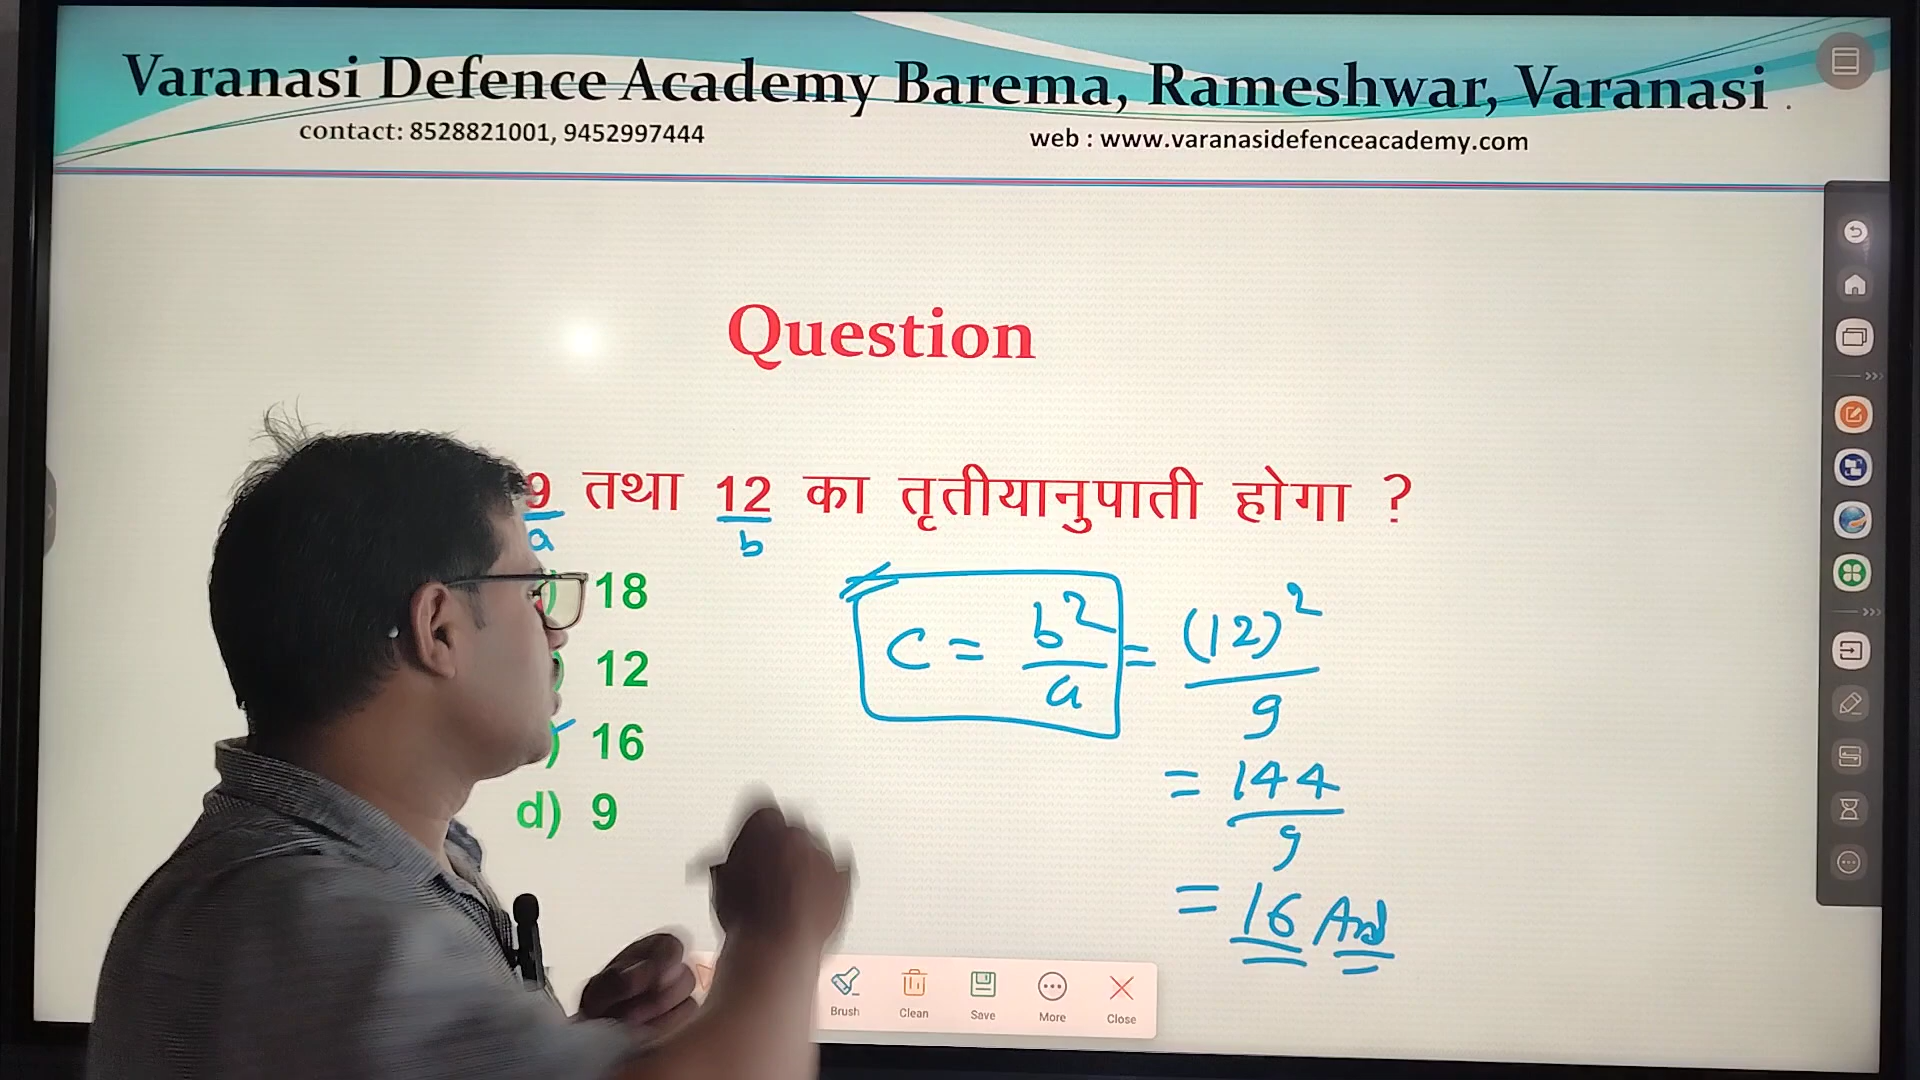 Varanasi Defence Academy Barema, Rameshwar, Varanasi .
contact: 8528821001, 9452997444
web : www.varanasidefenceacademy.com
Question
9 तथा 12 का तृतीयानुपाती होगा ?
a b
) 18
) 12
) 16
d) 9
C = b²/a = (12)²/9
= 144/9
= 16 Ans
Brush
Clean
Save
More
Close